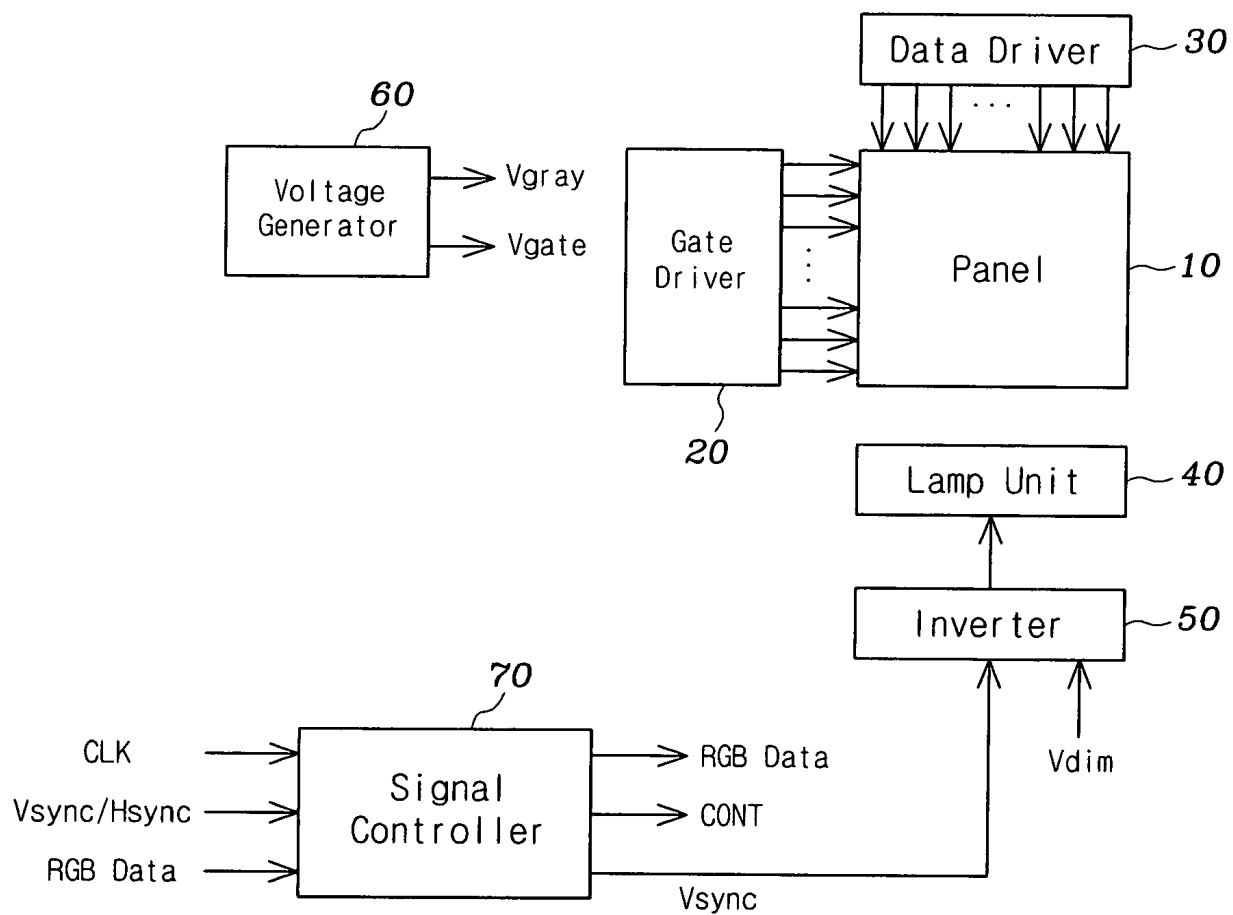 Data Driver
30
60
Voltage
Generator
Vgray
Vgate
Gate
Driver
...
...
Panel
10
20
Lamp Unit
40
Inverter
50
70
CLK
Vsync/Hsync
RGB Data
Signal
Controller
RGB Data
CONT
Vsync
Vdim